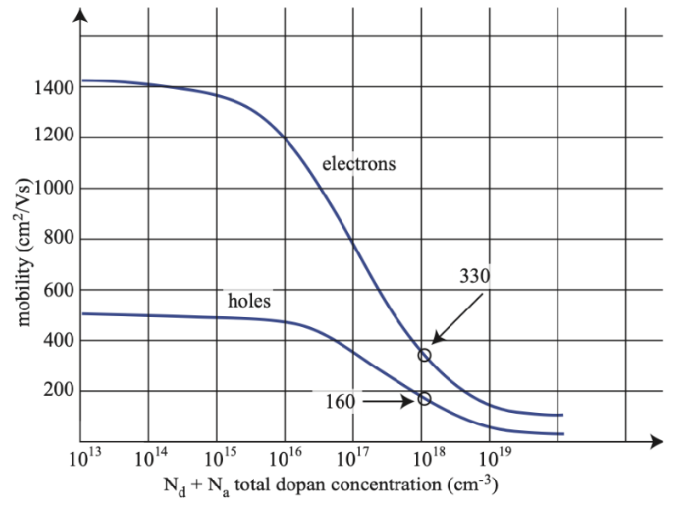 1400
1200
electrons
1000
mobility (cm²/Vs)
800
330
600
holes
400
200
160
10¹³ 10¹⁴ 10¹⁵ 10¹⁶ 10¹⁷ 10¹⁸ 10¹⁹
N_d + N_a total dopan concentration (cm⁻³)